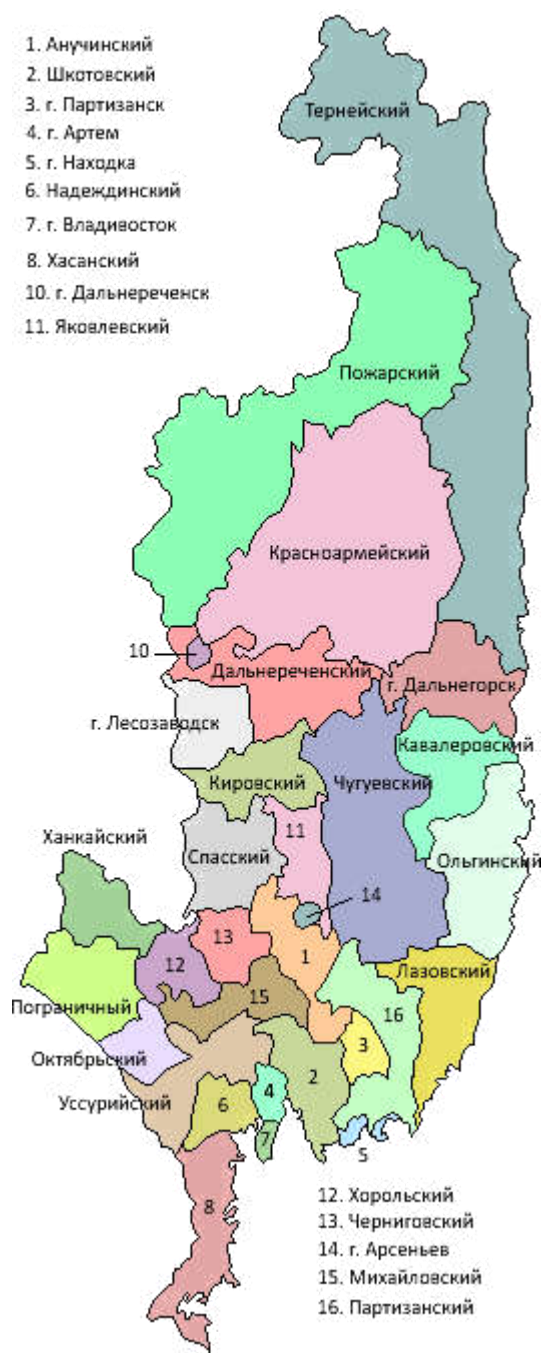 1. Анучинский
2. Шкотовский
3. г. Партизанск
4. г. Артем
5. г. Находка
6. Надеждинский
7. г. Владивосток
8. Хасанский
10. г. Дальнереченск
11. Яковлевский
Тернейский
Пожарский
Красноармейский
10
Дальнереченский
г. Дальнегорск
г. Лесозаводск
Кавалеровский
Кировский
Чугуевский
11
Ханкайский
Спасский
Ольгинский
14
13
12
1
Лазовский
15
Пограничный
16
3
Октябрьский
2
4
Уссурийский
6
7
5
8
12. Хорольский
13. Черниговский
14. г. Арсеньев
15. Михайловский
16. Партизанский